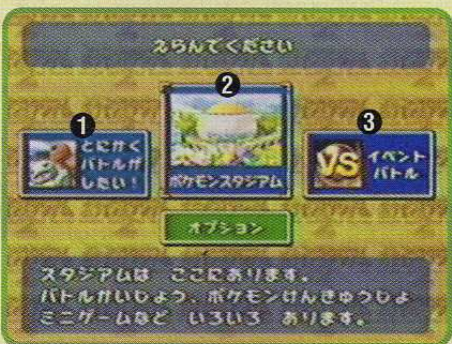 えらんでください
❶
❷
❸
とにかく
バトルが
したい!
ポケモンスタジアム
VS
イベント
バトル
オプション
スタジアムは ここにあります。
バトルかいじょう、ポケモンけんきゅうじょ
ミニゲームなど いろいろ あります。